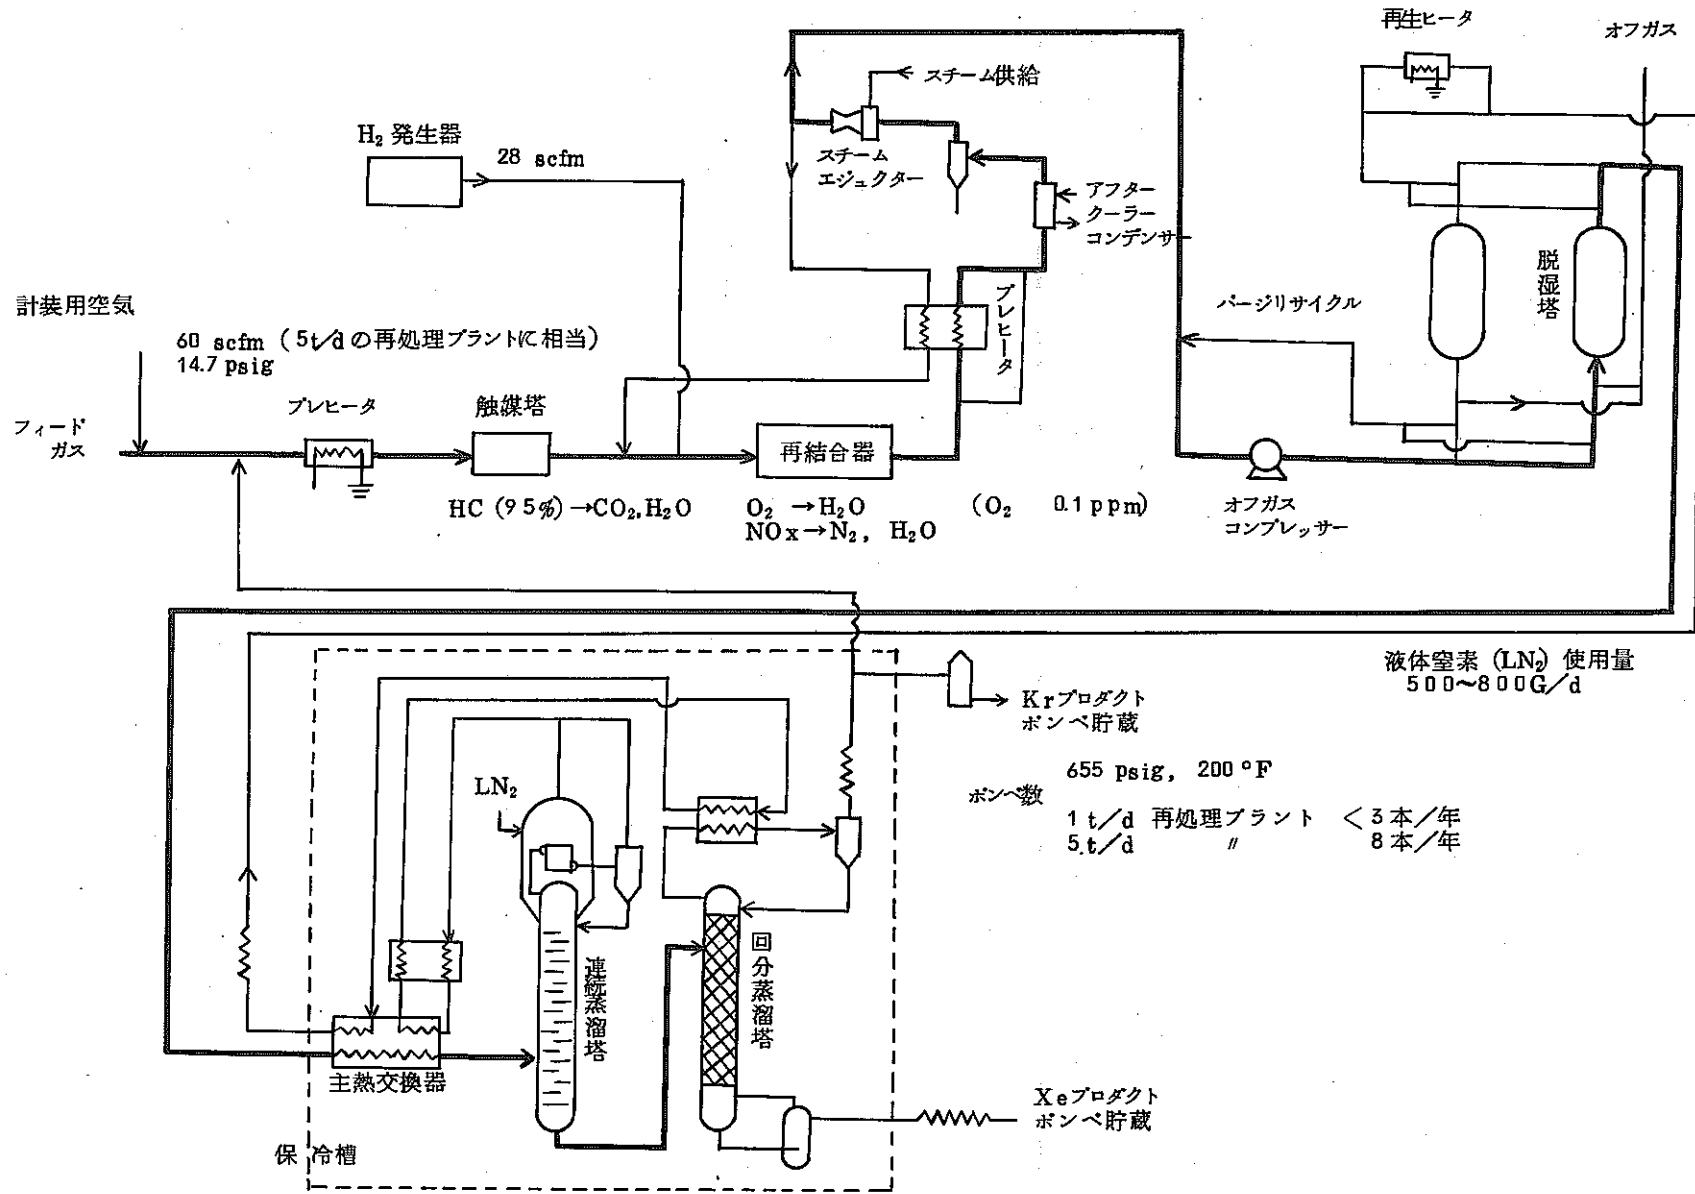 再生ヒータ
オフガス
スチーム供給
H₂ 発生器
28 scfm
スチーム
エジェクター
アフター
クーラー
コンデンサー
脱湿塔
計装用空気
60 scfm (5t/dの再処理プラントに相当)
14.7 psig
プレヒータ
パージリサイクル
プレヒータ
触媒塔
フィード
ガス
再結合器
HC (95%)→CO₂,H₂O
O₂ →H₂O
(O₂ 0.1ppm)
NOx→N₂, H₂O
オフガス
コンプレッサー
液体窒素 (LN₂) 使用量
500~800G/d
Krプロダクト
ボンベ貯蔵
655 psig, 200°F
ボンベ数
1 t/d 再処理プラント <3本/年
5 t/d 〃 8本/年
LN₂
連続蒸溜塔
回分蒸溜塔
主熱交換器
Xeプロダクト
ボンベ貯蔵
保冷槽